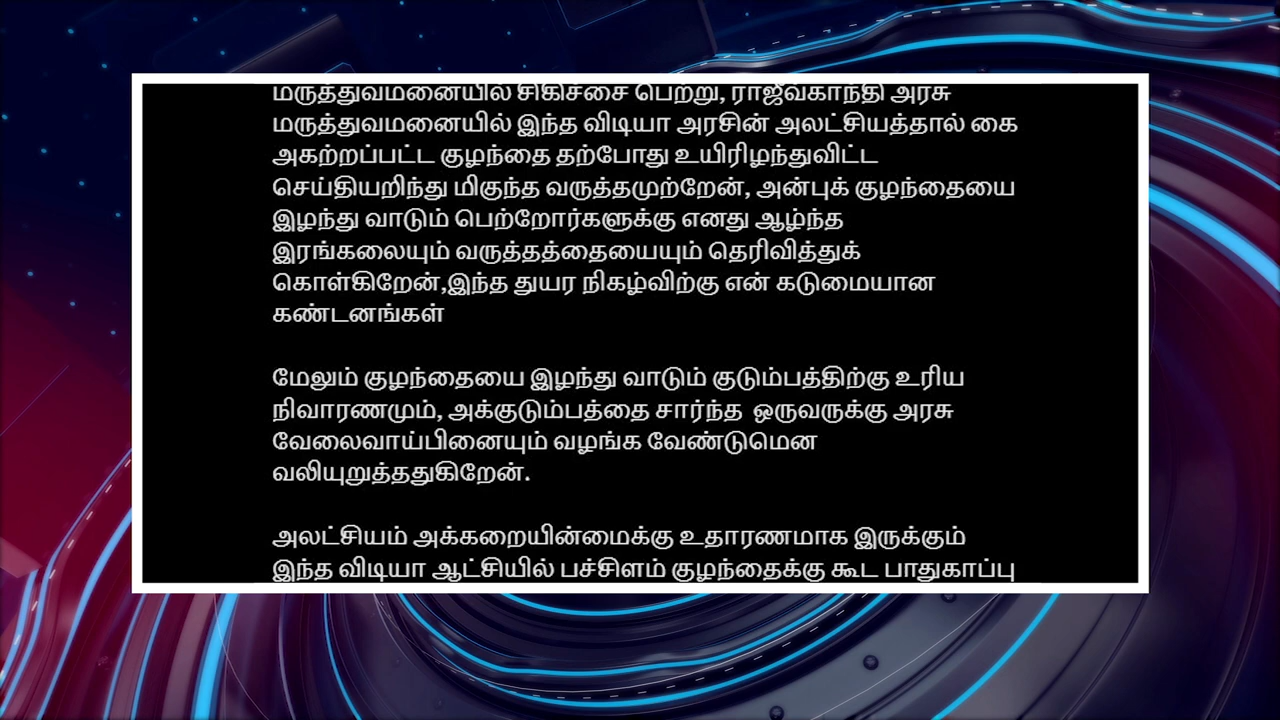 மருத்துவமனையில் சிகிச்சை பெற்று, ராஜீவ்காந்தி அரசு
மருத்துவமனையில் இந்த விடியா அரசின் அலட்சியத்தால் கை
அகற்றப்பட்ட குழந்தை தற்போது உயிரிழந்துவிட்ட
செய்தியறிந்து மிகுந்த வருத்தமுற்றேன், அன்புக் குழந்தையை
இழந்து வாடும் பெற்றோர்களுக்கு எனது ஆழ்ந்த
இரங்கலையும் வருத்தத்தையையும் தெரிவித்துக்
கொள்கிறேன்,இந்த துயர நிகழ்விற்கு என் கடுமையான
கண்டனங்கள்
மேலும் குழந்தையை இழந்து வாடும் குடும்பத்திற்கு உரிய
நிவாரணமும், அக்குடும்பத்தை சார்ந்த ஒருவருக்கு அரசு
வேலைவாய்பினையும் வழங்க வேண்டுமென
வலியுறுத்ததுகிறேன்.
அலட்சியம் அக்கறையின்மைக்கு உதாரணமாக இருக்கும்
இந்த விடியா ஆட்சியில் பச்சிளம் குழந்தைக்கு கூட பாதுகாப்பு